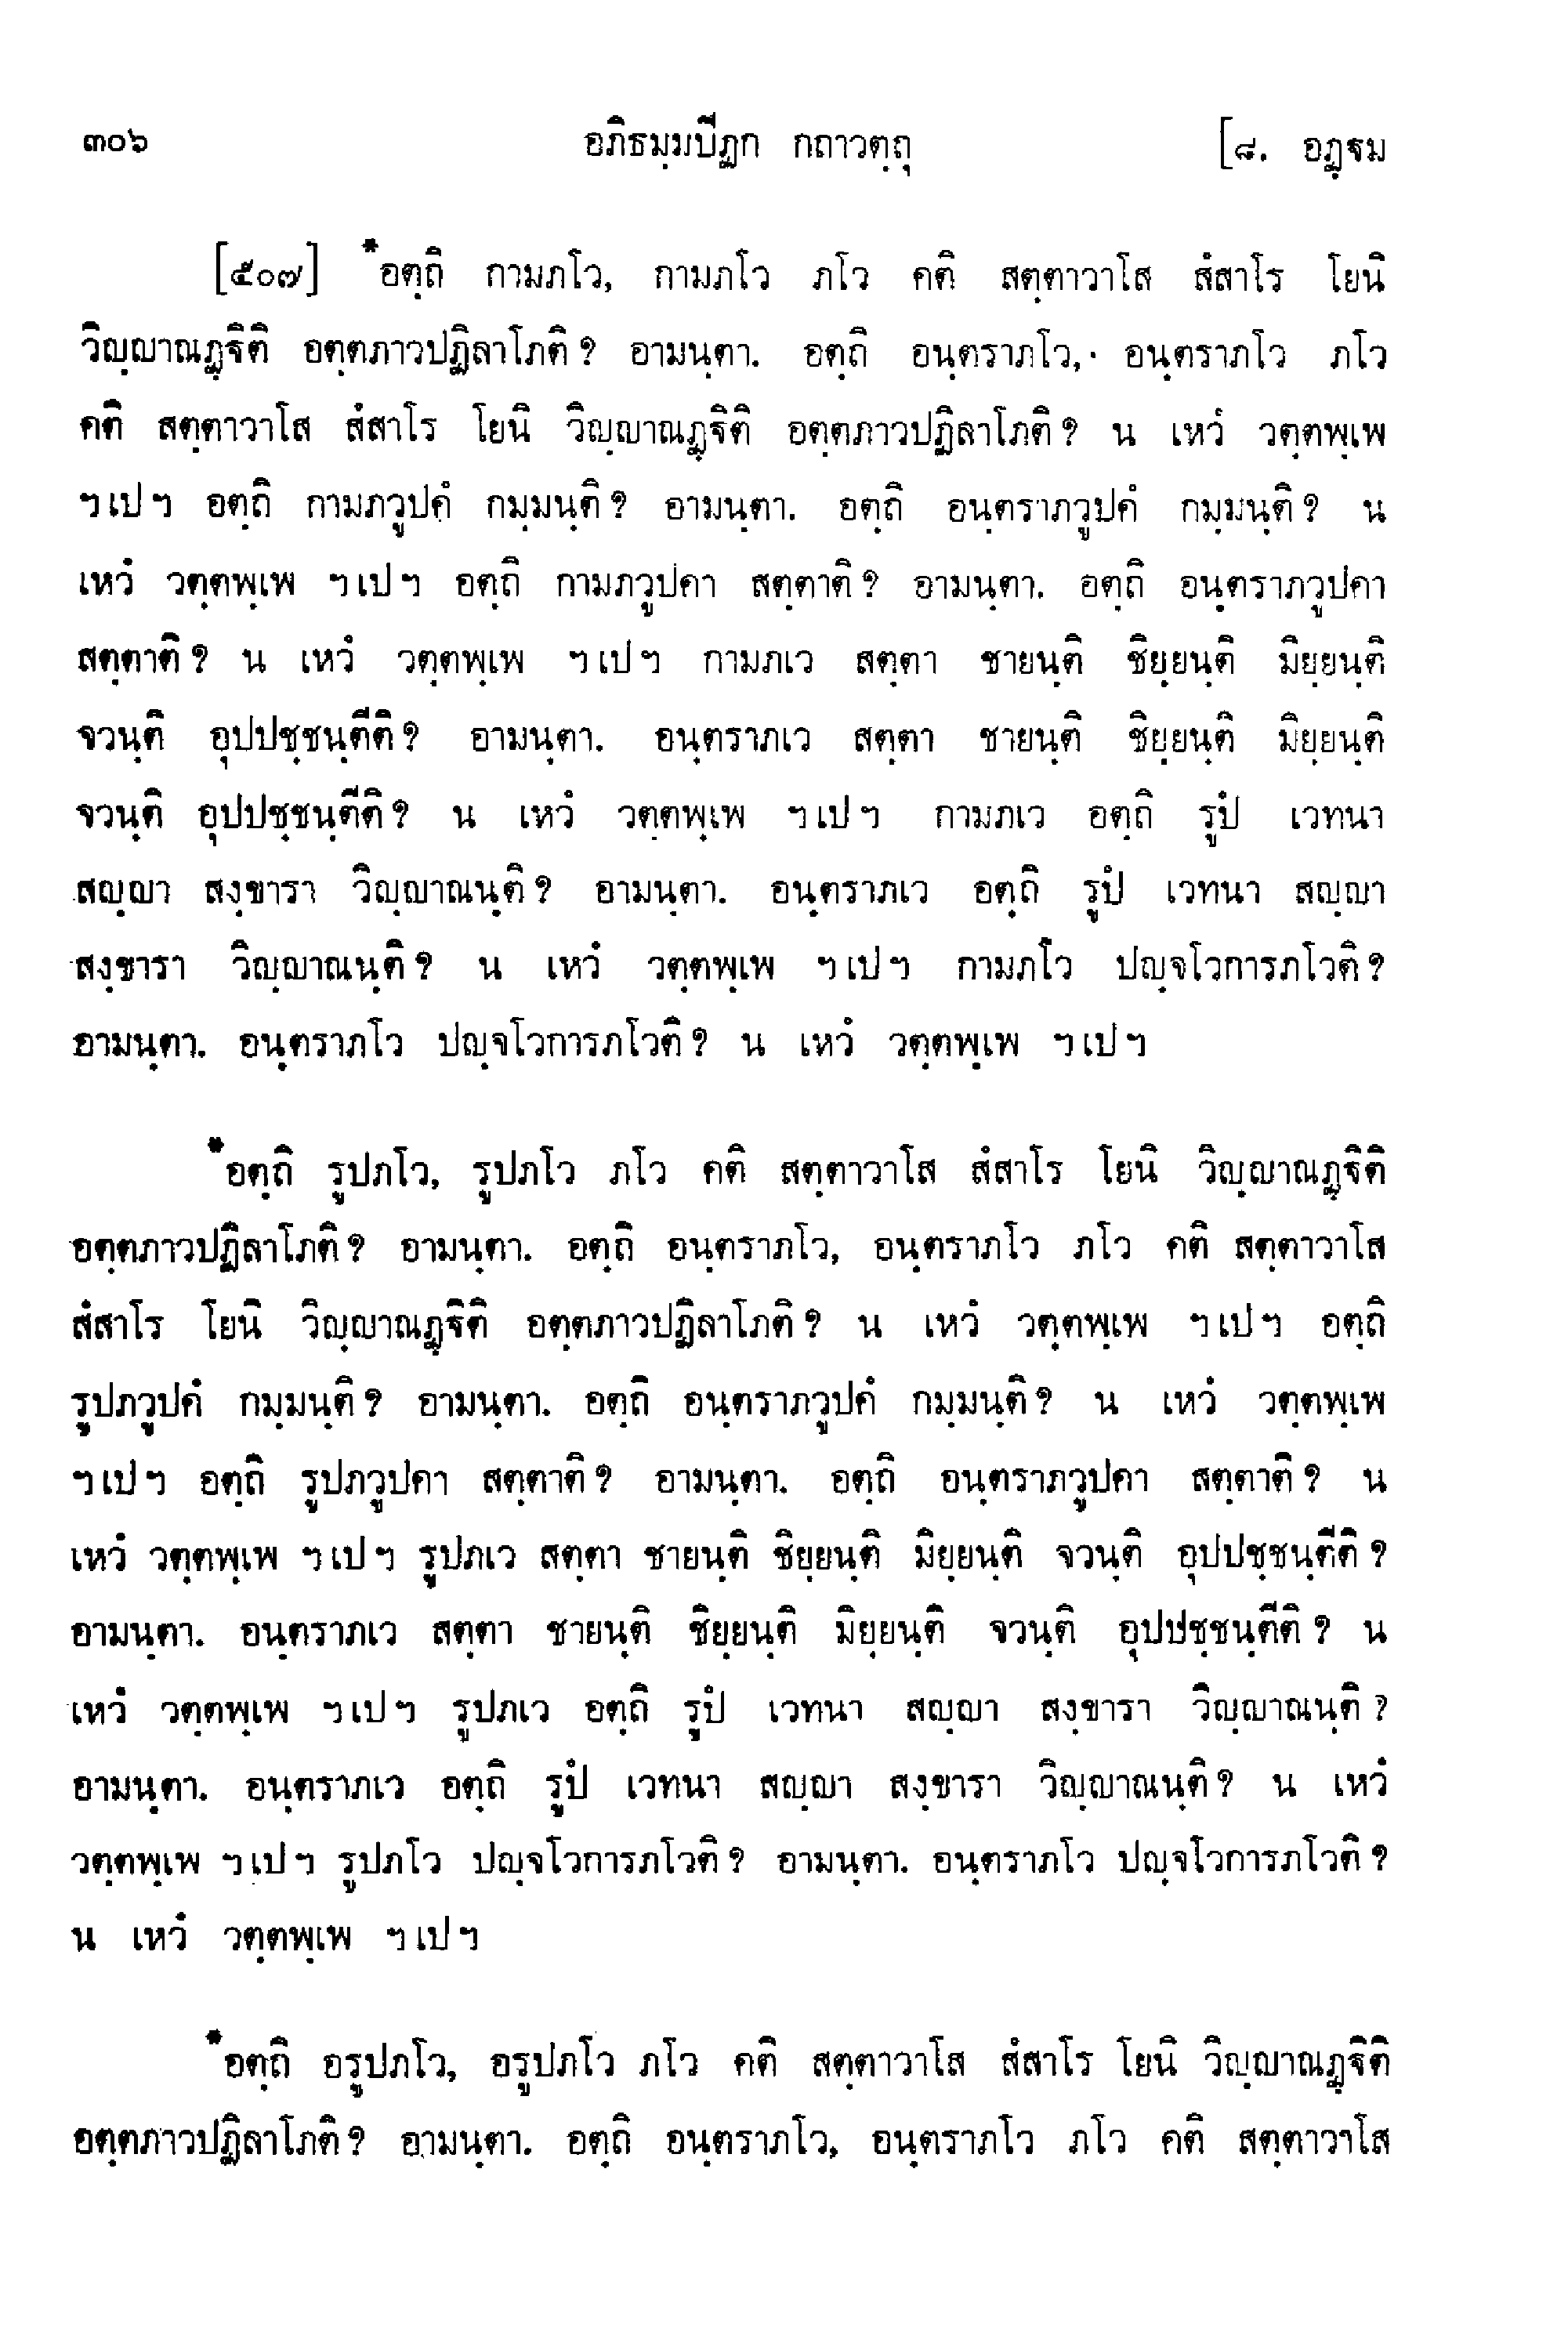 ๓๐๖ อภิธมฺมปีฏก กถาวตฺถุ [๘. อฏฺฐม
[๕๐๗] *อตฺถิ กามภโว, กามภโว ภโว คติ สตฺตาวาโส สํสาโร โยนิ
วิญฺญาณฏฺฐิติ อตฺตภาวปฏิลาโภติ? อามนฺตา. อตฺถิ อนฺตราภโว, อนฺตราภโว ภโว
คติ สตฺตาวาโส สํสาโร โยนิ วิญฺญาณฏฺฐิติ อตฺตภาวปฏิลาโภติ? น เหวํ วตฺตพฺเพ
ฯเปฯ อตฺถิ กามภวูปคํ กมฺมนฺติ? อามนฺตา. อตฺถิ อนฺตราภวูปคํ กมฺมนฺติ? น
เหวํ วตฺตพฺเพ ฯเปฯ อตฺถิ กามภวูปคา สตฺตาติ? อามนฺตา. อตฺถิ อนฺตราภวูปคา
สตฺตาติ? น เหวํ วตฺตพฺเพ ฯเปฯ กามภเว สตฺตา ชายนฺติ ชิยฺยนฺติ มิยฺยนฺติ
จวนฺติ อุปปชฺชนฺตีติ? อามนฺตา. อนฺตราภเว สตฺตา ชายนฺติ ชิยฺยนฺติ มิยฺยนฺติ
จวนฺติ อุปปชฺชนฺตีติ? น เหวํ วตฺตพฺเพ ฯเปฯ กามภเว อตฺถิ รูปํ เวทนา
สญฺญา สงฺขารา วิญฺญาณนฺติ? อามนฺตา. อนฺตราภเว อตฺถิ รูปํ เวทนา สญฺญา
สงฺขารา วิญฺญาณนฺติ? น เหวํ วตฺตพฺเพ ฯเปฯ กามภโว ปญฺจโวการภโวติ?
อามนฺตา. อนฺตราภโว ปญฺจโวการภโวติ? น เหวํ วตฺตพฺเพ ฯเปฯ
*อตฺถิ รูปภโว, รูปภโว ภโว คติ สตฺตาวาโส สํสาโร โยนิ วิญฺญาณฏฺฐิติ
อตฺตภาวปฏิลาโภติ? อามนฺตา. อตฺถิ อนฺตราภโว, อนฺตราภโว ภโว คติ สตฺตาวาโส
สํสาโร โยนิ วิญฺญาณฏฺฐิติ อตฺตภาวปฏิลาโภติ? น เหวํ วตฺตพฺเพ ฯเปฯ อตฺถิ
รูปภวูปคํ กมฺมนฺติ? อามนฺตา. อตฺถิ อนฺตราภวูปคํ กมฺมนฺติ? น เหวํ วตฺตพฺเพ
ฯเปฯ อตฺถิ รูปภวูปคา สตฺตาติ? อามนฺตา. อตฺถิ อนฺตราภวูปคา สตฺตาติ? น
เหวํ วตฺตพฺเพ ฯเปฯ รูปภเว สตฺตา ชายนฺติ ชิยฺยนฺติ มิยฺยนฺติ จวนฺติ อุปปชฺชนฺตีติ?
อามนฺตา. อนฺตราภเว สตฺตา ชายนฺติ ชิยฺยนฺติ มิยฺยนฺติ จวนฺติ อุปปชฺชนฺตีติ? น
เหวํ วตฺตพฺเพ ฯเปฯ รูปภเว อตฺถิ รูปํ เวทนา สญฺญา สงฺขารา วิญฺญาณนฺติ?
อามนฺตา. อนฺตราภเว อตฺถิ รูปํ เวทนา สญฺญา สงฺขารา วิญฺญาณนฺติ? น เหวํ
วตฺตพฺเพ ฯเปฯ รูปภโว ปญฺจโวการภโวติ? อามนฺตา. อนฺตราภโว ปญฺจโวการภโวติ?
น เหวํ วตฺตพฺเพ ฯเปฯ
*อตฺถิ อรูปภโว, อรูปภโว ภโว คติ สตฺตาวาโส สํสาโร โยนิ วิญฺญาณฏฺฐิติ
อตฺตภาวปฏิลาโภติ? อามนฺตา. อตฺถิ อนฺตราภโว, อนฺตราภโว ภโว คติ สตฺตาวาโส